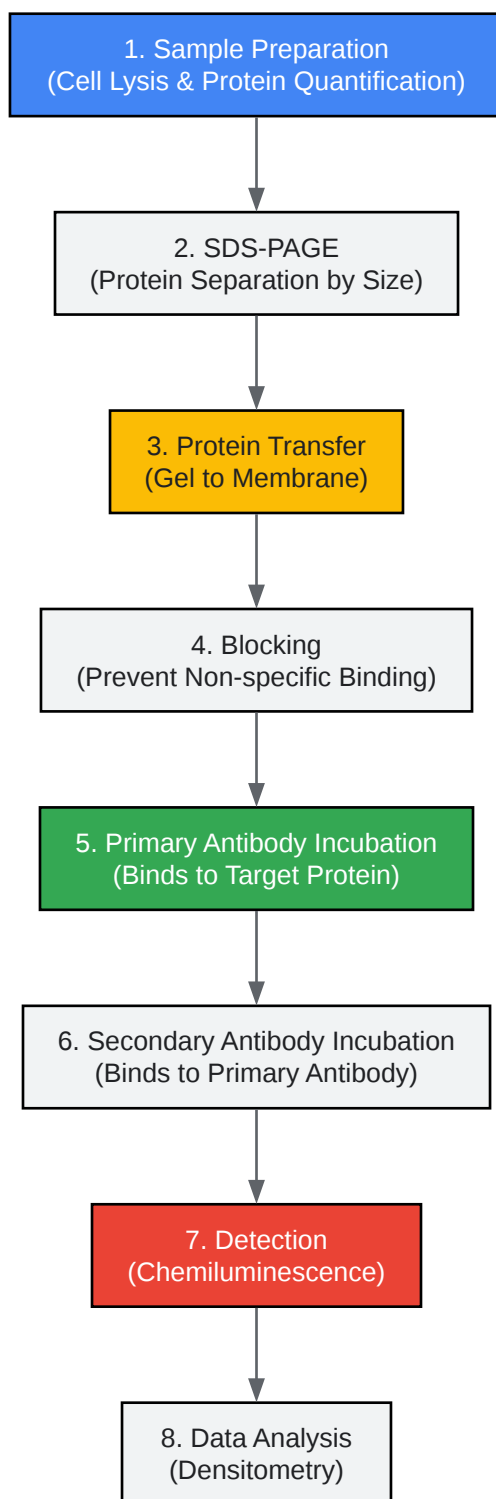 1. Sample Preparation
(Cell Lysis & Protein Quantification)
2. SDS-PAGE
(Protein Separation by Size)
3. Protein Transfer
(Gel to Membrane)
4. Blocking
(Prevent Non-specific Binding)
5. Primary Antibody Incubation
(Binds to Target Protein)
6. Secondary Antibody Incubation
(Binds to Primary Antibody)
7. Detection
(Chemiluminescence)
8. Data Analysis
(Densitometry)